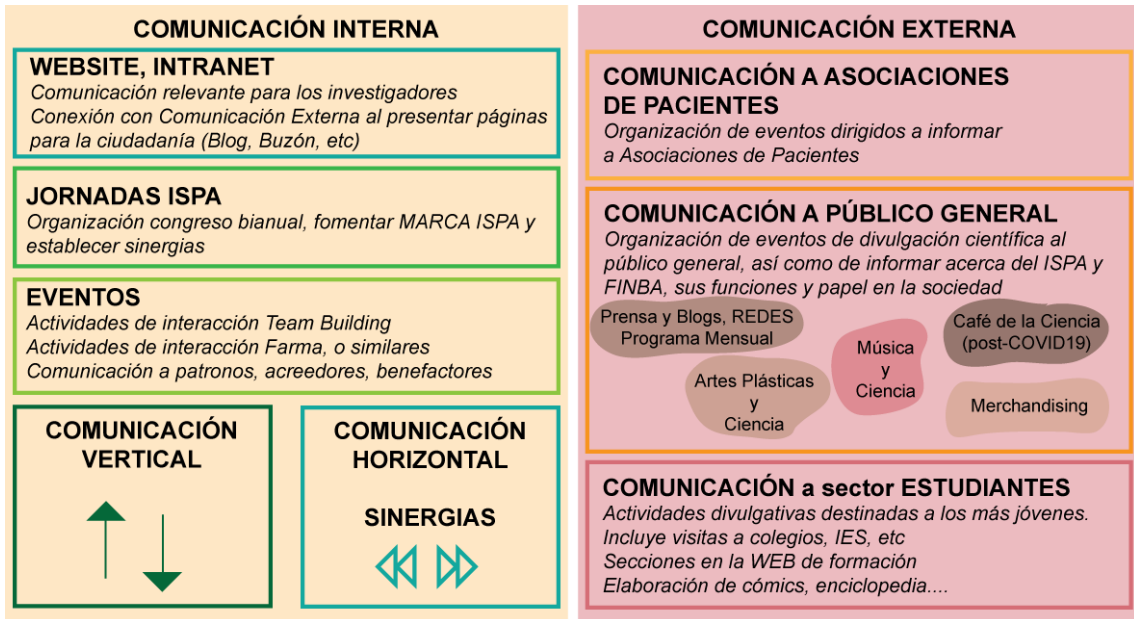 COMUNICACIÓN INTERNA
WEBSITE, INTRANET
Comunicación relevante para los investigadores
Conexión con Comunicación Externa al presentar páginas
para la ciudadanía (Blog, Buzón, etc)
JORNADAS ISPA
Organización congreso bianual, fomentar MARCA ISPA y
establecer sinergias
EVENTOS
Actividades de interacción Team Building
Actividades de interacción Farma, o similares
Comunicación a patronos, acreedores, benefactores
COMUNICACIÓN
VERTICAL
COMUNICACIÓN
HORIZONTAL
SINERGIAS
COMUNICACIÓN EXTERNA
COMUNICACIÓN A ASOCIACIONES
DE PACIENTES
Organización de eventos dirigidos a informar
a Asociaciones de Pacientes
COMUNICACIÓN A PÚBLICO GENERAL
Organización de eventos de divulgación científica al
público general, así como de informar acerca del ISPA y
FINBA, sus funciones y papel en la sociedad
Prensa y Blogs, REDES
Programa Mensual
Música
y
Ciencia
Café de la Ciencia
(post-COVID19)
Artes Plásticas
y
Ciencia
Merchandising
COMUNICACIÓN a sector ESTUDIANTES
Actividades divulgativas destinadas a los más jóvenes.
Incluye visitas a colegios, IES, etc
Secciones en la WEB de formación
Elaboración de cómics, enciclopedia....